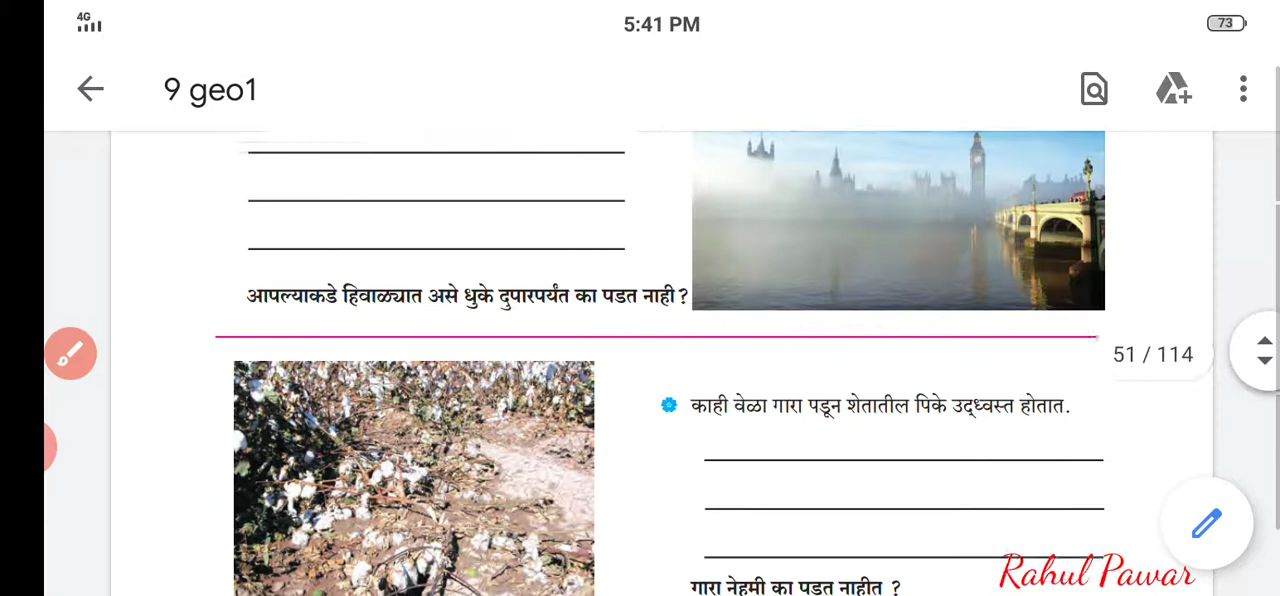 4G
5:41 PM
73
9 geo1
आपल्याकडे हिवाळ्यात असे धुके दुपारपर्यंत का पडत नाही ?
51 / 114
काही वेळा गारा पडून शेतातील पिके उद्ध्वस्त होतात.
गारा नेहमी का पडत नाहीत ?
Rahul Pawar